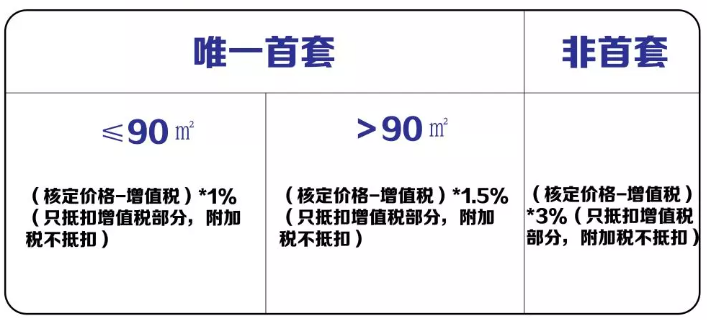 唯一首套
非首套
≤90㎡
>90㎡
（核定价格-增值税）*1%
（只抵扣增值税部分，附加
税不抵扣）
（核定价格-增值税）*1.5%
（只抵扣增值税部分，附加
税不抵扣）
（核定价格-增值税）
*3%（只抵扣增值税
部分，附加税不抵扣）